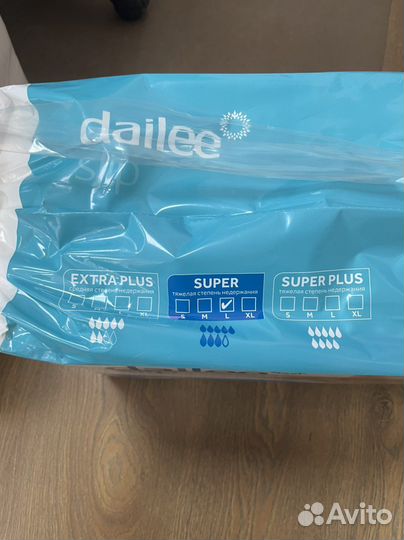 dailee
slip
EXTRA PLUS
средняя степень недержания
S M L XL
SUPER
тяжелая степень недержания
S M L XL
SUPER PLUS
тяжелая степень недержания
S M L XL
Avito